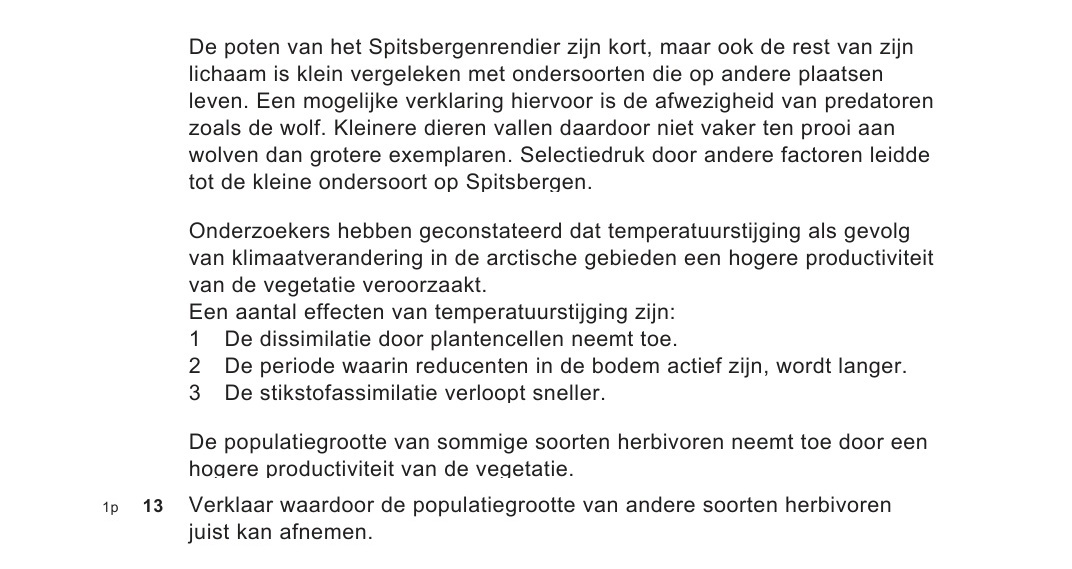 De poten van het Spitsbergenrendier zijn kort, maar ook de rest van zijn
lichaam is klein vergeleken met ondersoorten die op andere plaatsen
leven. Een mogelijke verklaring hiervoor is de afwezigheid van predatoren
zoals de wolf. Kleinere dieren vallen daardoor niet vaker ten prooi aan
wolven dan grotere exemplaren. Selectiedruk door andere factoren leidde
tot de kleine ondersoort op Spitsbergen.
Onderzoekers hebben geconstateerd dat temperatuurstijging als gevolg
van klimaatverandering in de arctische gebieden een hogere productiviteit
van de vegetatie veroorzaakt.
Een aantal effecten van temperatuurstijging zijn:
1 De dissimilatie door plantencellen neemt toe.
2 De periode waarin reducenten in de bodem actief zijn, wordt langer.
3 De stikstofassimilatie verloopt sneller.
De populatiegrootte van sommige soorten herbivoren neemt toe door een
hogere productiviteit van de vegetatie.
1p 13 Verklaar waardoor de populatiegrootte van andere soorten herbivoren
juist kan afnemen.